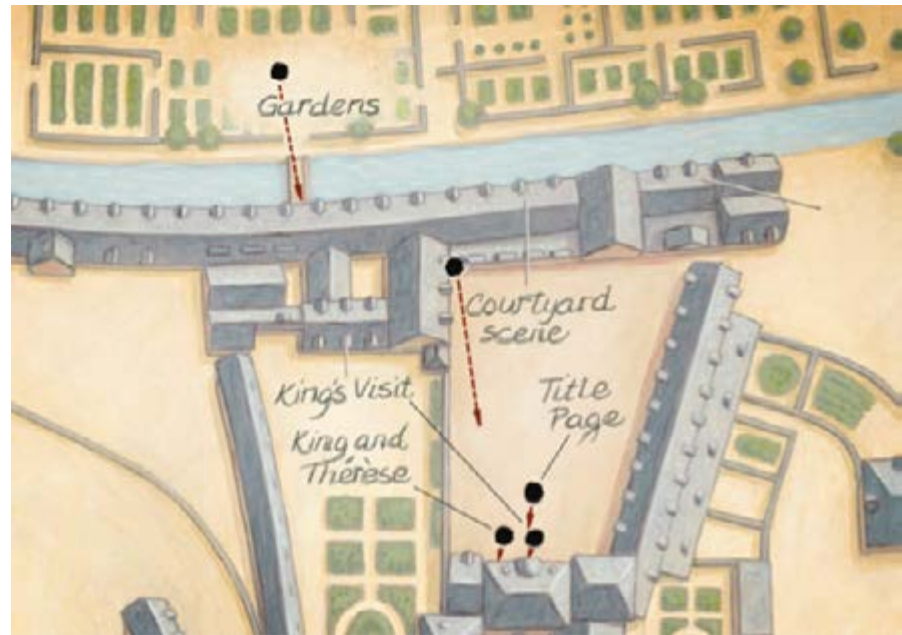 Gardens
Courtyard
scene
King's Visit
Title
Page
King and
Thérèse